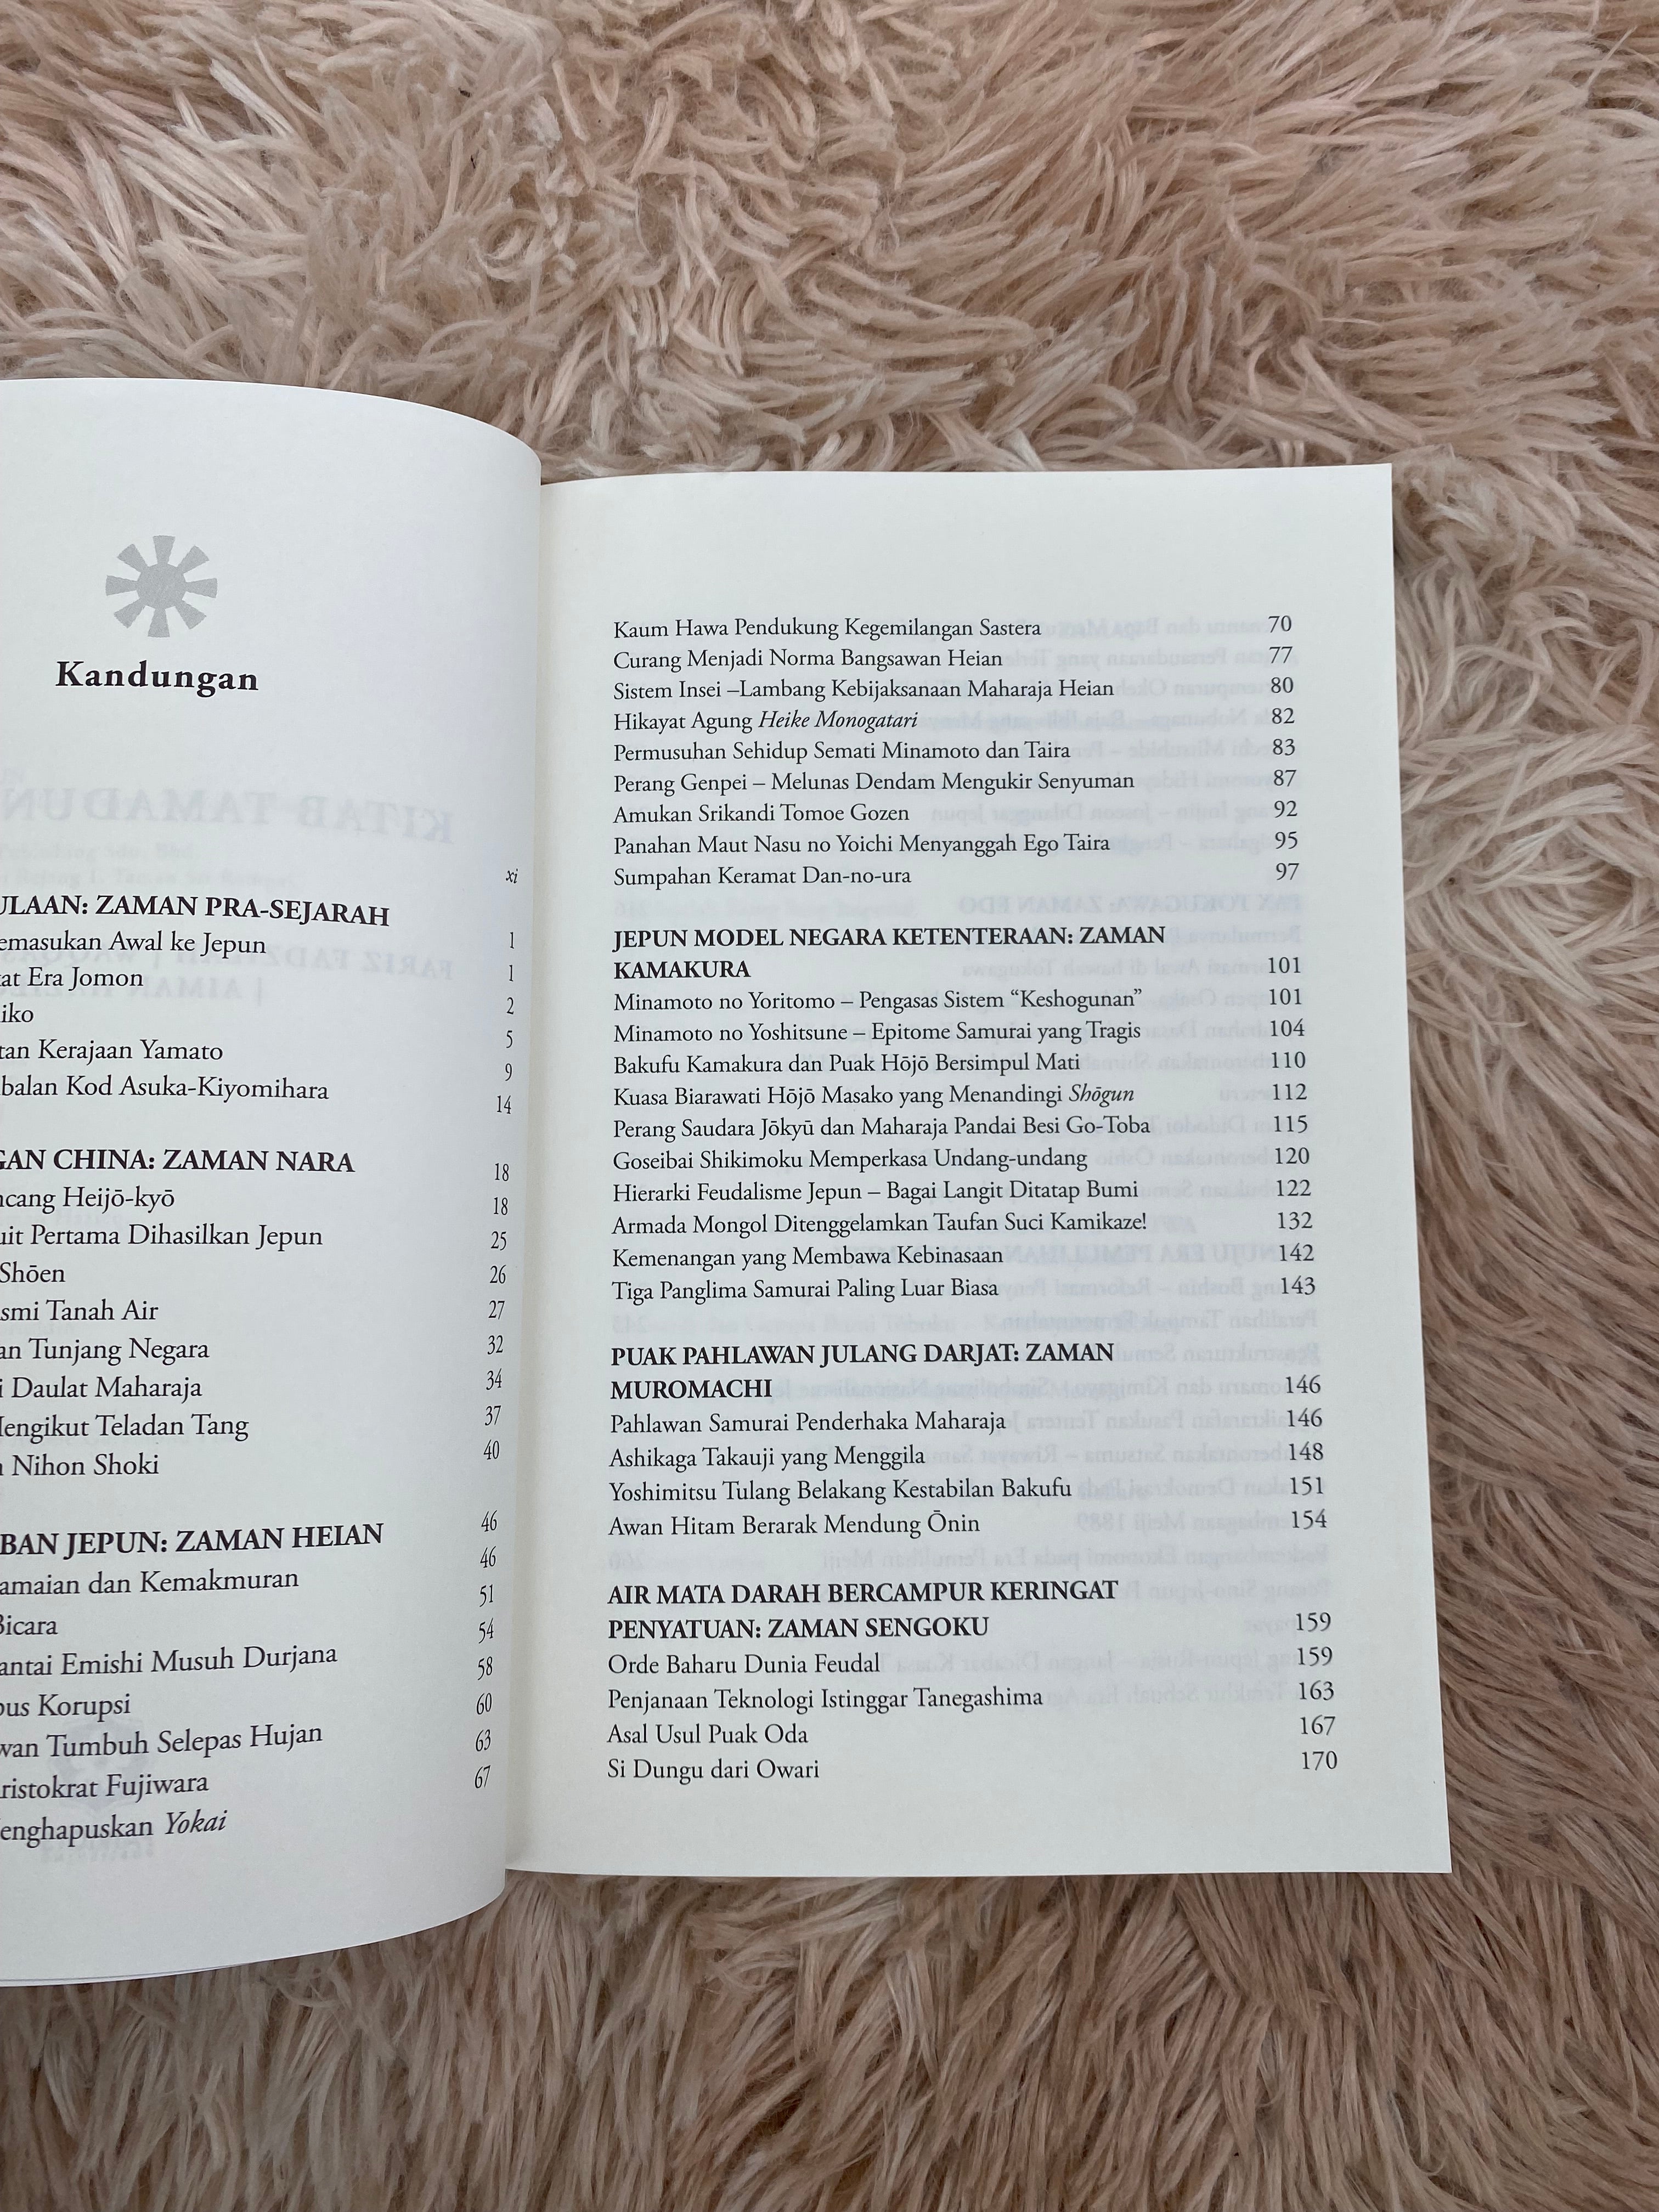 Kandungan
xi
ULAAN: ZAMAN PRA-SEJARAH
emasukan Awal ke Jepun 1
at Era Jomon 1
iko 2
tan Kerajaan Yamato 5
balan Kod Asuka-Kiyomihara 9
14
GAN CHINA: ZAMAN NARA 18
ncang Heijō-kyō 18
uit Pertama Dihasilkan Jepun 25
Shōen 26
smi Tanah Air 27
an Tunjang Negara 32
i Daulat Maharaja 34
Mengikut Teladan Tang 37
Nihon Shoki 40
BAN JEPUN: ZAMAN HEIAN 46
amaian dan Kemakmuran 46
Bicara 51
antai Emishi Musuh Durjana 54
pus Korupsi 58
wan Tumbuh Selepas Hujan 60
ristokrat Fujiwara 63
enghapuskan Yokai 67
Kaum Hawa Pendukung Kegemilangan Sastera 70
Curang Menjadi Norma Bangsawan Heian 77
Sistem Insei –Lambang Kebijaksanaan Maharaja Heian 80
Hikayat Agung Heike Monogatari 82
Permusuhan Sehidup Semati Minamoto dan Taira 83
Perang Genpei – Melunas Dendam Mengukir Senyuman 87
Amukan Srikandi Tomoe Gozen 92
Panahan Maut Nasu no Yoichi Menyanggah Ego Taira 95
Sumpahan Keramat Dan-no-ura 97
JEPUN MODEL NEGARA KETENTERAAN: ZAMAN
KAMAKURA 101
Minamoto no Yoritomo – Pengasas Sistem “Keshogunan” 101
Minamoto no Yoshitsune – Epitome Samurai yang Tragis 104
Bakufu Kamakura dan Puak Hōjō Bersimpul Mati 110
Kuasa Biarawati Hōjō Masako yang Menandingi Shōgun 112
Perang Saudara Jōkyū dan Maharaja Pandai Besi Go-Toba 115
Goseibai Shikimoku Memperkasa Undang-undang 120
Hierarki Feudalisme Jepun – Bagai Langit Ditatap Bumi 122
Armada Mongol Ditenggelamkan Taufan Suci Kamikaze! 132
Kemenangan yang Membawa Kebinasaan 142
Tiga Panglima Samurai Paling Luar Biasa 143
PUAK PAHLAWAN JULANG DARJAT: ZAMAN
MUROMACHI 146
Pahlawan Samurai Penderhaka Maharaja 146
Ashikaga Takauji yang Menggila 148
Yoshimitsu Tulang Belakang Kestabilan Bakufu 151
Awan Hitam Berarak Mendung Ōnin 154
AIR MATA DARAH BERCAMPUR KERINGAT
PENYATUAN: ZAMAN SENGOKU 159
Orde Baharu Dunia Feudal 159
Penjanaan Teknologi Istinggar Tanegashima 163
Asal Usul Puak Oda 167
Si Dungu dari Owari 170